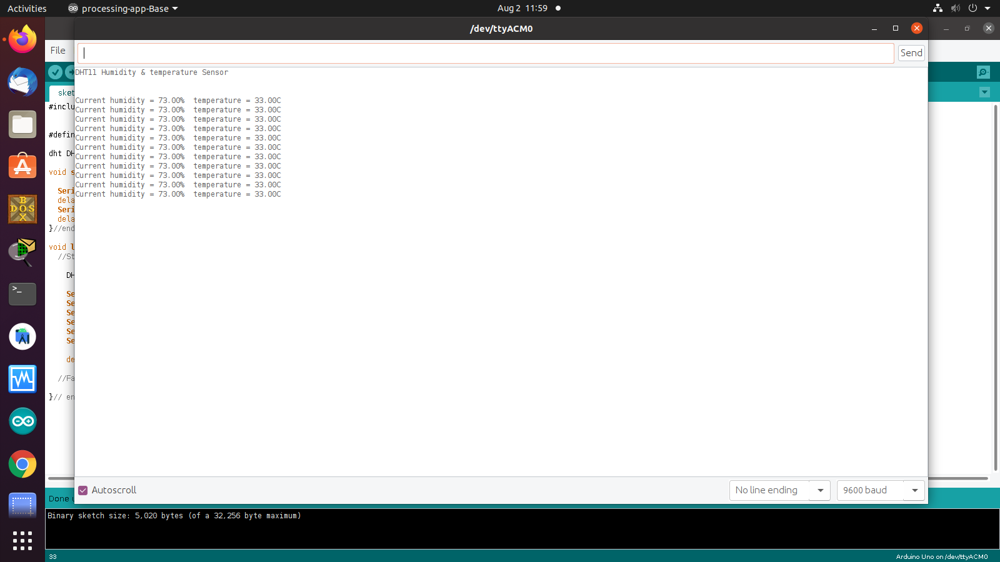 Activities
processing-app-Base
Aug 2 11:59
/dev/ttyACM0
File
Send
DHT11 Humidity & temperature Sensor
Current humidity = 73.00%  temperature = 33.00C
Current humidity = 73.00%  temperature = 33.00C
Current humidity = 73.00%  temperature = 33.00C
Current humidity = 73.00%  temperature = 33.00C
Current humidity = 73.00%  temperature = 33.00C
Current humidity = 73.00%  temperature = 33.00C
Current humidity = 73.00%  temperature = 33.00C
Current humidity = 73.00%  temperature = 33.00C
Current humidity = 73.00%  temperature = 33.00C
Current humidity = 73.00%  temperature = 33.00C
Current humidity = 73.00%  temperature = 33.00C
sket
#inclu
#defin
dht DH
void s
Seri
dela
Seri
dela
}//end
void l
//St
DH
Se
Se
Se
Se
Se
Se
de
//Fa
}// en
B
DOS
X
>_
Autoscroll
No line ending
9600 baud
Done u
Binary sketch size: 5,020 bytes (of a 32,256 byte maximum)
33
Arduino Uno on /dev/ttyACM0